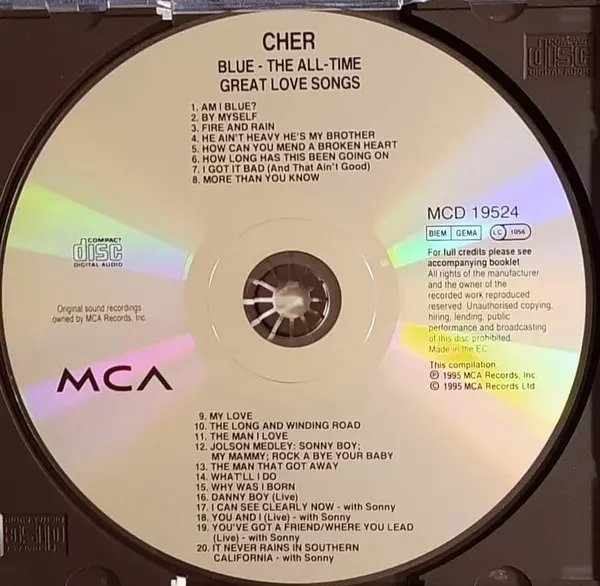 CHER
BLUE - THE ALL-TIME
GREAT LOVE SONGS
1. AM I BLUE?
2. BY MYSELF
3. FIRE AND RAIN
4. HE AIN'T HEAVY HE'S MY BROTHER
5. HOW CAN YOU MEND A BROKEN HEART
6. HOW LONG HAS THIS BEEN GOING ON
7. I GOT IT BAD (And That Ain't Good)
8. MORE THAN YOU KNOW
COMPACT
disc
DIGITAL AUDIO
Original sound recordings
owned by MCA Records, Inc
MCA
MCD 19524
BIEM GEMA LC 1056
For full credits please see
accompanying booklet
All rights of the manufacturer
and the owner of the
recorded work reproduced
reserved. Unauthorised copying,
hiring, lending, public
performance and broadcasting
of this disc prohibited.
Made in the EC
This compilation:
Ⓟ 1995 MCA Records, Inc.
© 1995 MCA Records Ltd
9. MY LOVE
10. THE LONG AND WINDING ROAD
11. THE MAN I LOVE
12. JOLSON MEDLEY; SONNY BOY;
MY MAMMY; ROCK A BYE YOUR BABY
13. THE MAN THAT GOT AWAY
14. WHAT'LL I DO
15. WHY WAS I BORN
16. DANNY BOY (Live)
17. I CAN SEE CLEARLY NOW - with Sonny
18. YOU AND I (Live) - with Sonny
19. YOU'VE GOT A FRIEND/WHERE YOU LEAD
(Live) - with Sonny
20. IT NEVER RAINS IN SOUTHERN
CALIFORNIA - with Sonny
disc
DIGITAL AUDIO